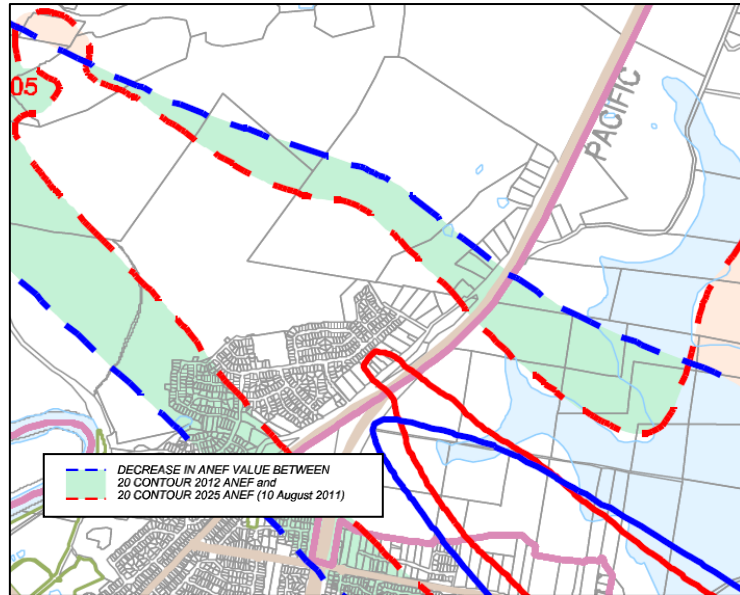 05
PACIFIC
DECREASE IN ANEF VALUE BETWEEN
20 CONTOUR 2012 ANEF and
20 CONTOUR 2025 ANEF (10 August 2011)